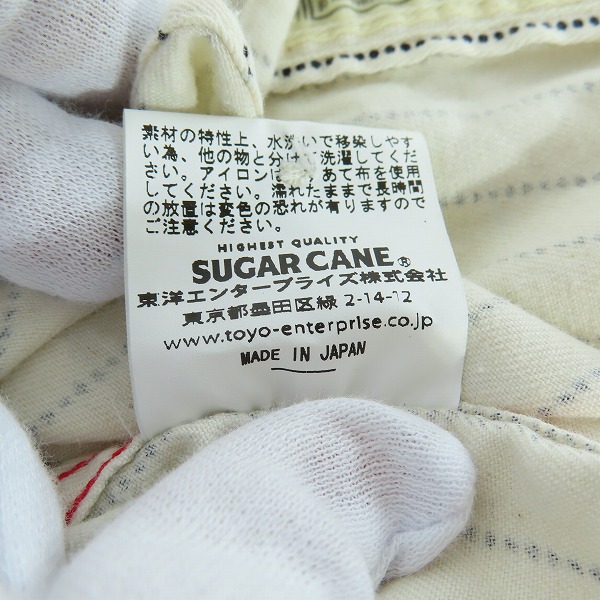 素材の特性上、水洗いで移染しやす
い為、他の物と分けて洗濯してくだ
さい。アイロンは あて布を使用
してください。濡れたままで長時間
の放置は変色の恐れが有りますので
ご注意ください。
HIGHEST QUALITY
SUGAR CANE®
東洋エンタープライズ株式会社
東京都墨田区緑 2-14-12
www.toyo-enterprise.co.jp
MADE IN JAPAN